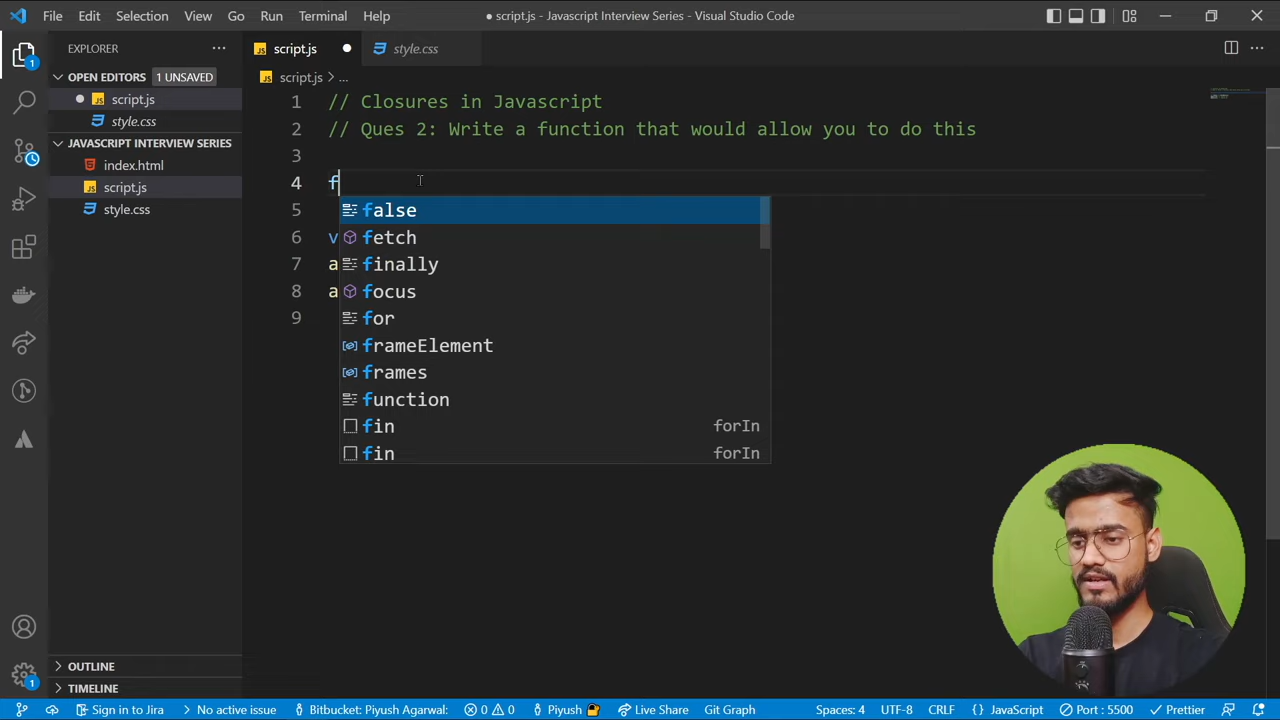 File Edit Selection View Go Run Terminal Help
● script.js - Javascript Interview Series - Visual Studio Code
EXPLORER
script.js
style.css
OPEN EDITORS 1 UNSAVED
script.js
style.css
JAVASCRIPT INTERVIEW SERIES
index.html
script.js
style.css
OUTLINE
TIMELINE
script.js > ...
1 // Closures in Javascript
2 // Ques 2: Write a function that would allow you to do this
3
4 f
5
6 v
7 a
8 a
9
false
fetch
finally
focus
for
frameElement
frames
function
fin forIn
fin forIn
1
1
Sign in to Jira No active issue Bitbucket: Piyush Agarwal: 0 0 Piyush Live Share Git Graph Spaces: 4 UTF-8 CRLF {} JavaScript Port : 5500 Prettier